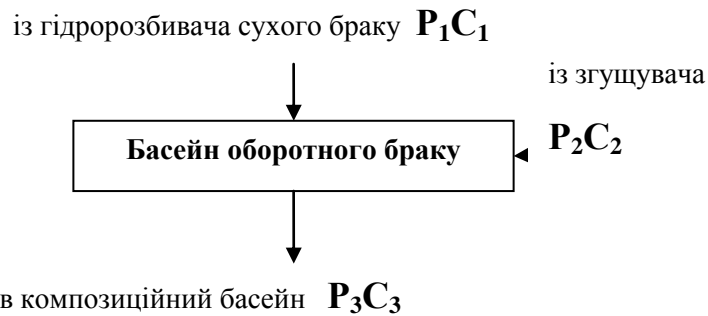 із гідророзбивача сухого браку P₁C₁
із згущувача
P₂C₂
Басейн оборотного браку
в композиційний басейн P₃C₃